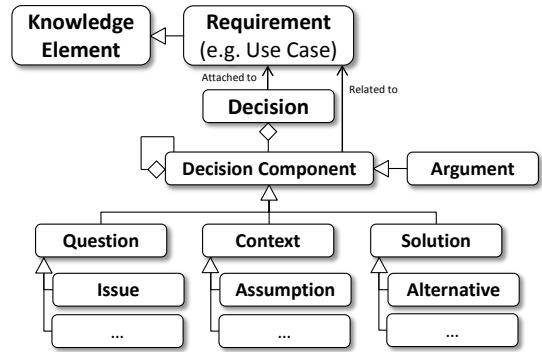 Knowledge
Element
Requirement
(e.g. Use Case)
Attached to
Related to
Decision
Decision Component
Argument
Question
Context
Solution
Issue
Assumption
Alternative
...
...
...